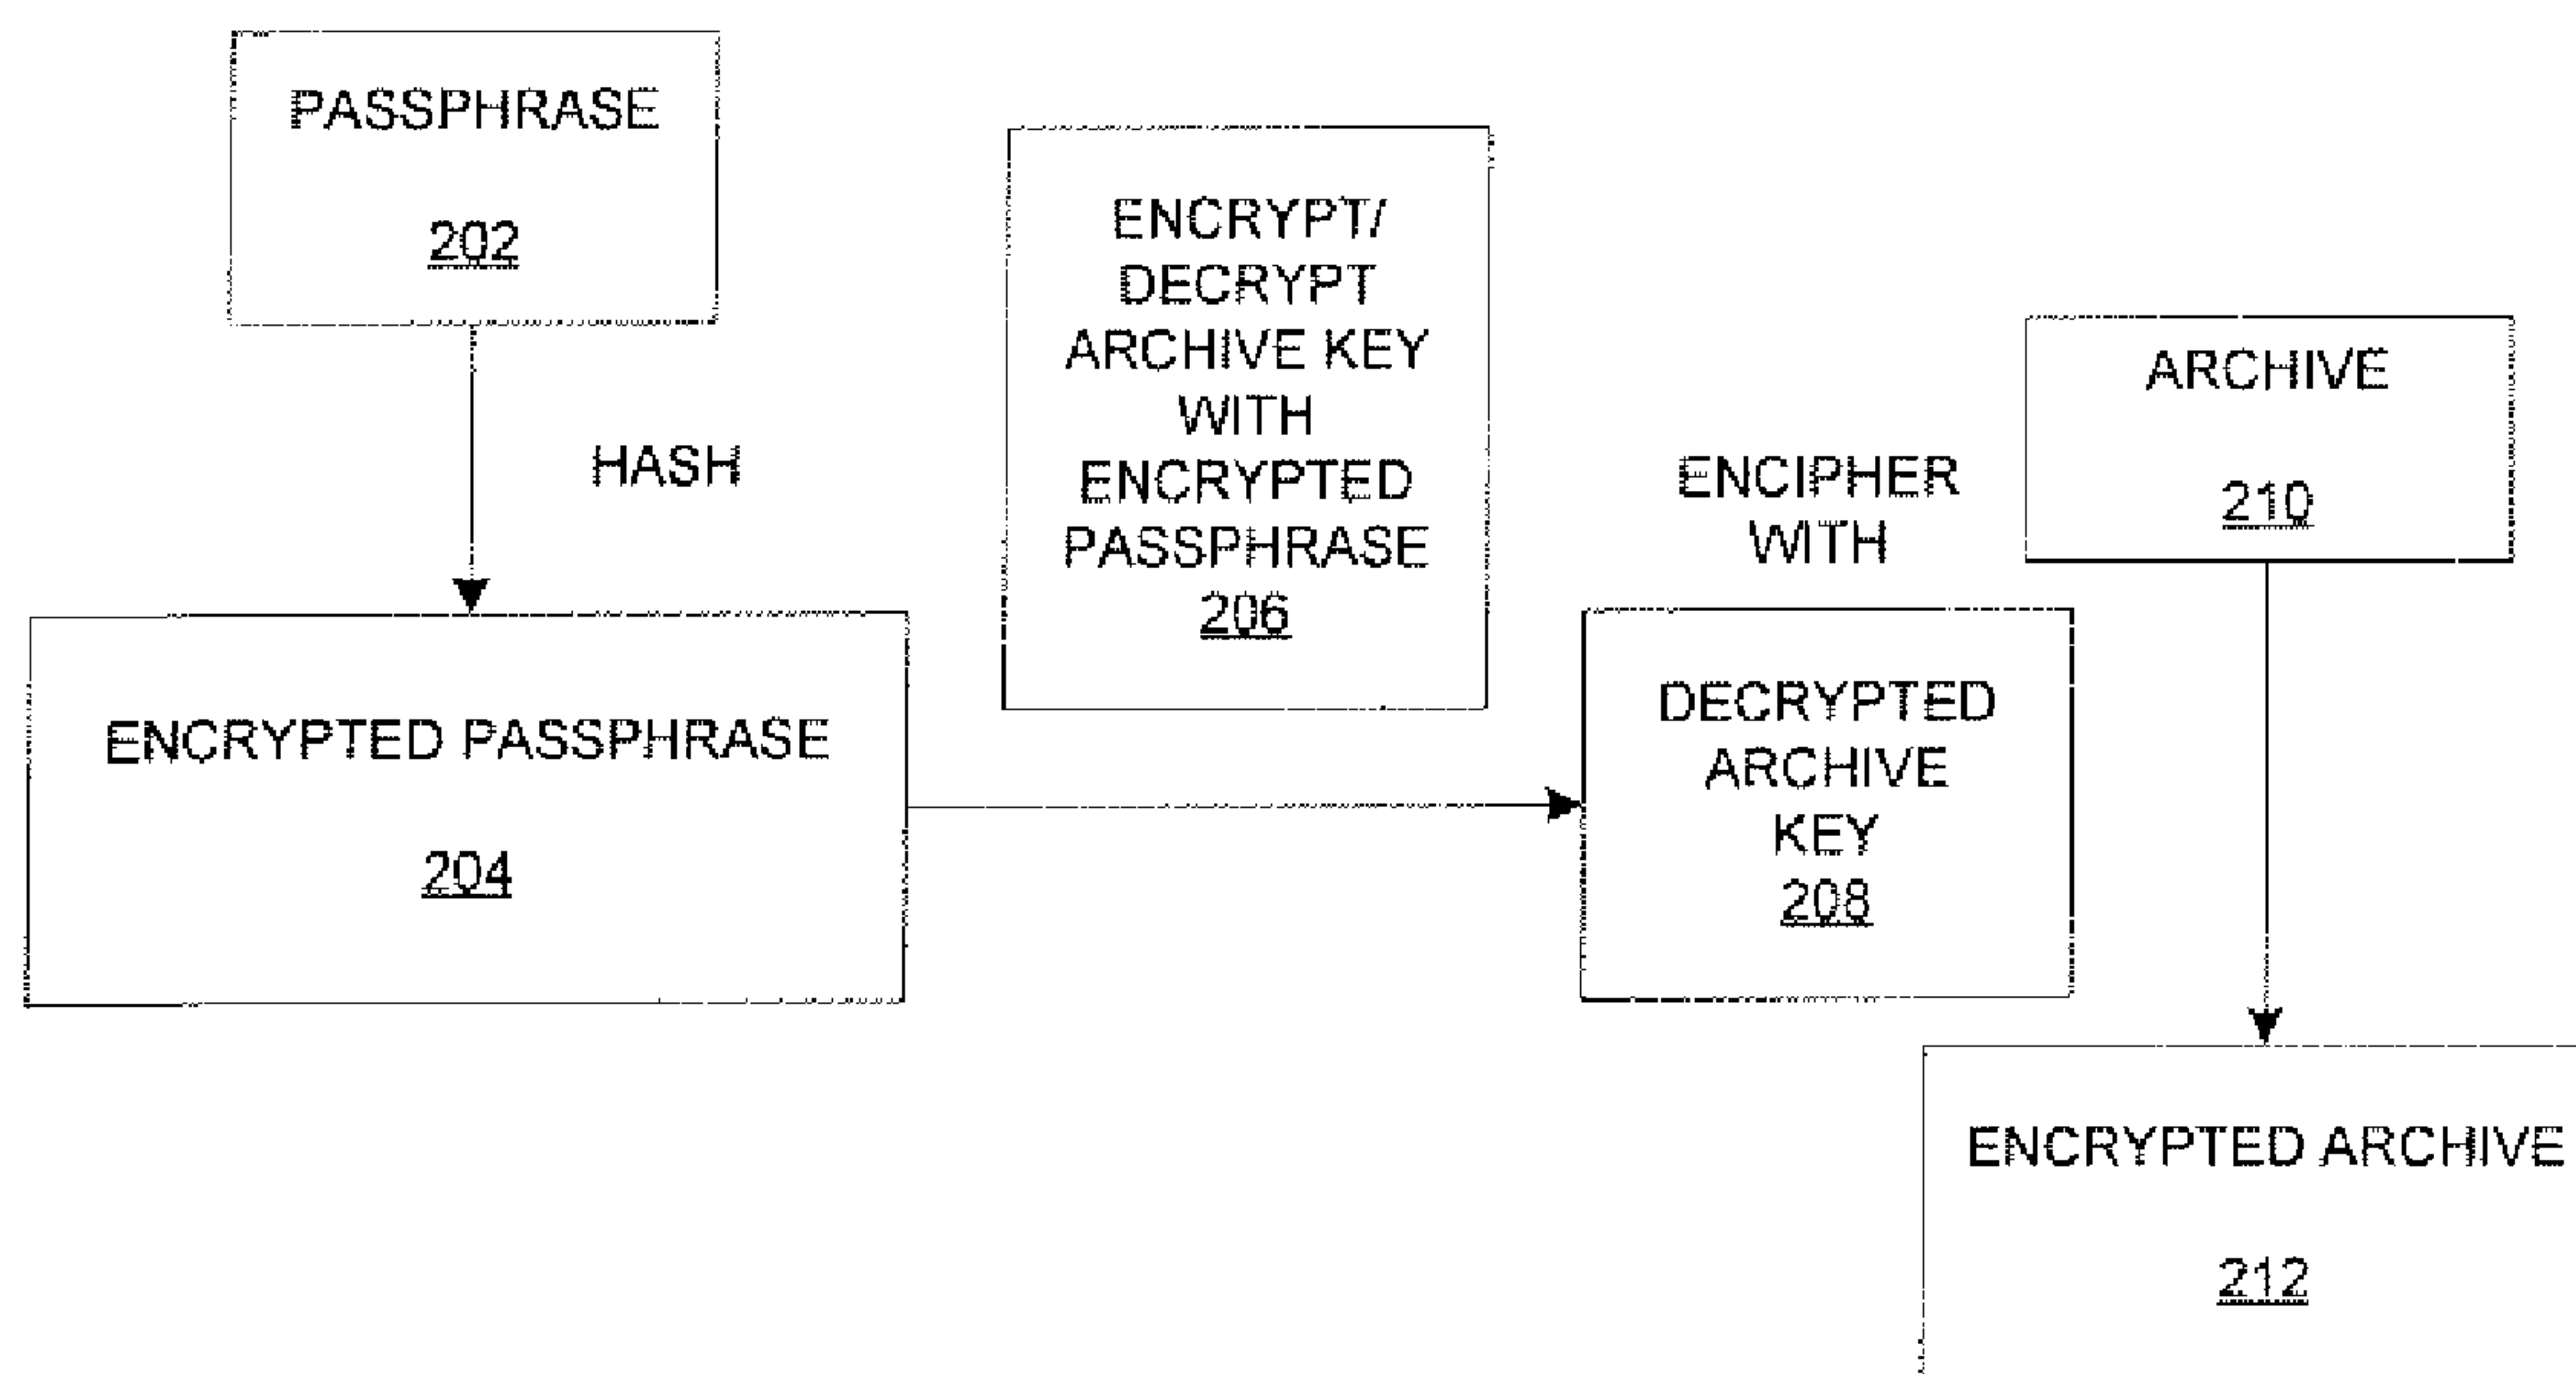 PASSPHRASE
202
HASH
ENCRYPTED PASSPHRASE
204
ENCRYPT/
DECRYPT
ARCHIVE KEY
WITH
ENCRYPTED
PASSPHRASE
206
ENCIPHER
WITH
DECRYPTED
ARCHIVE
KEY
208
ARCHIVE
210
ENCRYPTED ARCHIVE
212